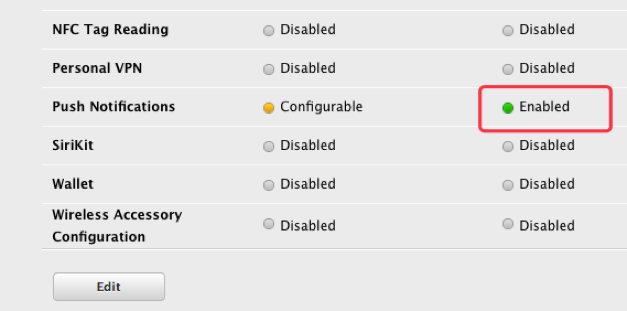 NFC Tag Reading Disabled Disabled
Personal VPN Disabled Disabled
Push Notifications Configurable Enabled
SiriKit Disabled Disabled
Wallet Disabled Disabled
Wireless Accessory
Configuration Disabled Disabled
Edit